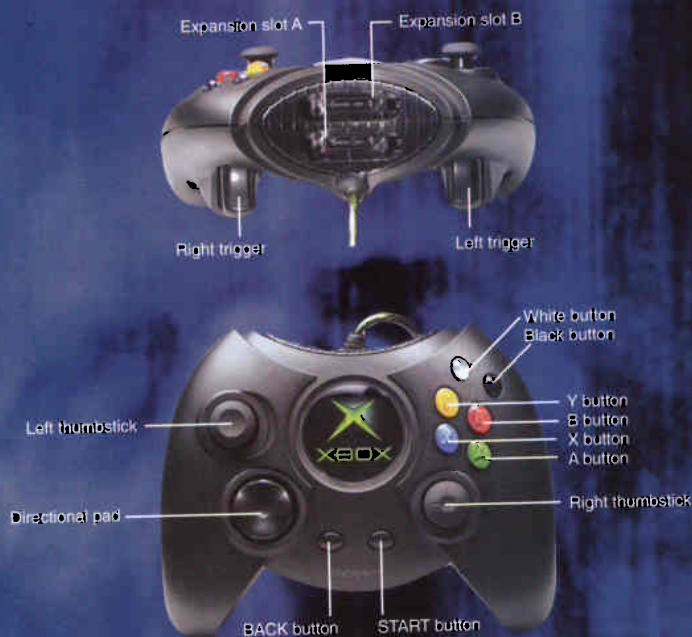 Expansion slot A
Expansion slot B
Right trigger
Left trigger
White button
Black button
Y button
B button
X button
A button
Left thumbstick
XBOX
Directional pad
Right thumbstick
BACK button
START button